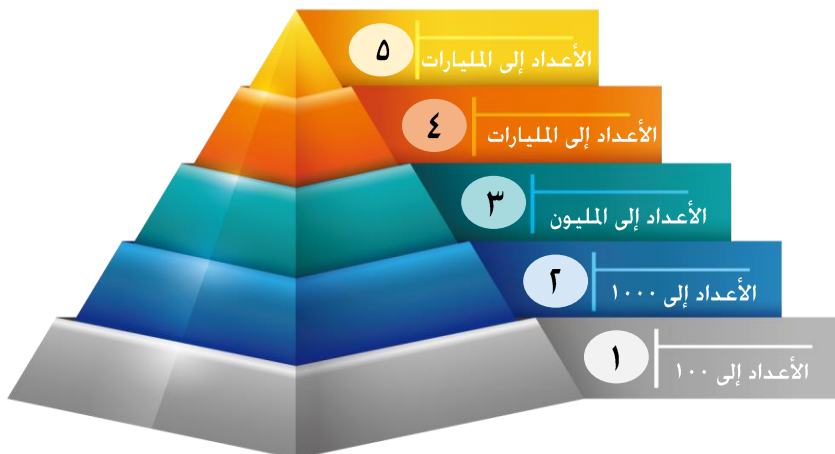 ٥
الأعداد إلى المليارات
٤
الأعداد إلى المليارات
٣
الأعداد إلى المليون
٢
الأعداد إلى ١٠٠٠
١
الأعداد إلى ١٠٠